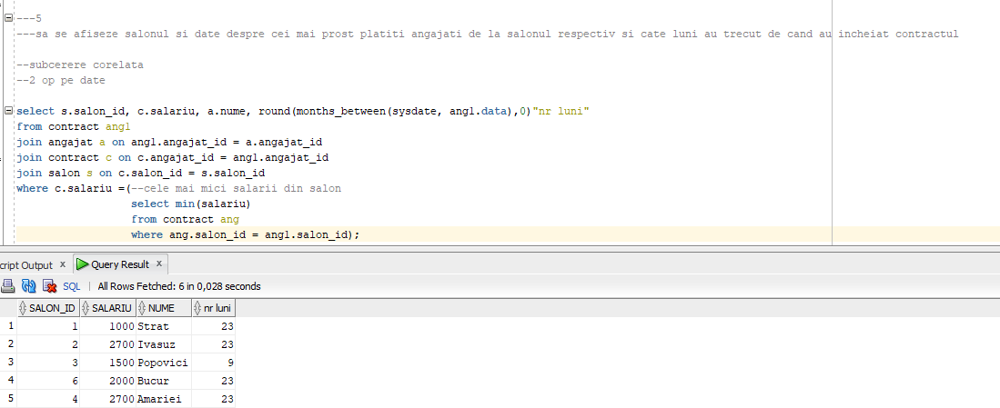 ---5
---sa se afiseze salonul si date despre cei mai prost platiti angajati de la salonul respectiv si cate luni au trecut de cand au incheiat contractul
--subcerere corelata
--2 op pe date
select s.salon_id, c.salariu, a.nume, round(months_between(sysdate, angl.data),0)"nr luni"
from contract angl
join angajat a on angl.angajat_id = a.angajat_id
join contract c on c.angajat_id = angl.angajat_id
join salon s on c.salon_id = s.salon_id
where c.salariu =(--cele mai mici salarii din salon
select min(salariu)
from contract ang
where ang.salon_id = angl.salon_id);
cript Output x Query Result x
SQL | All Rows Fetched: 6 in 0,028 seconds
SALON_ID SALARIU NUME nr luni
1 1 1000 Strat 23
2 2 2700 Ivasuz 23
3 3 1500 Popovici 9
4 6 2000 Bucur 23
5 4 2700 Amariei 23